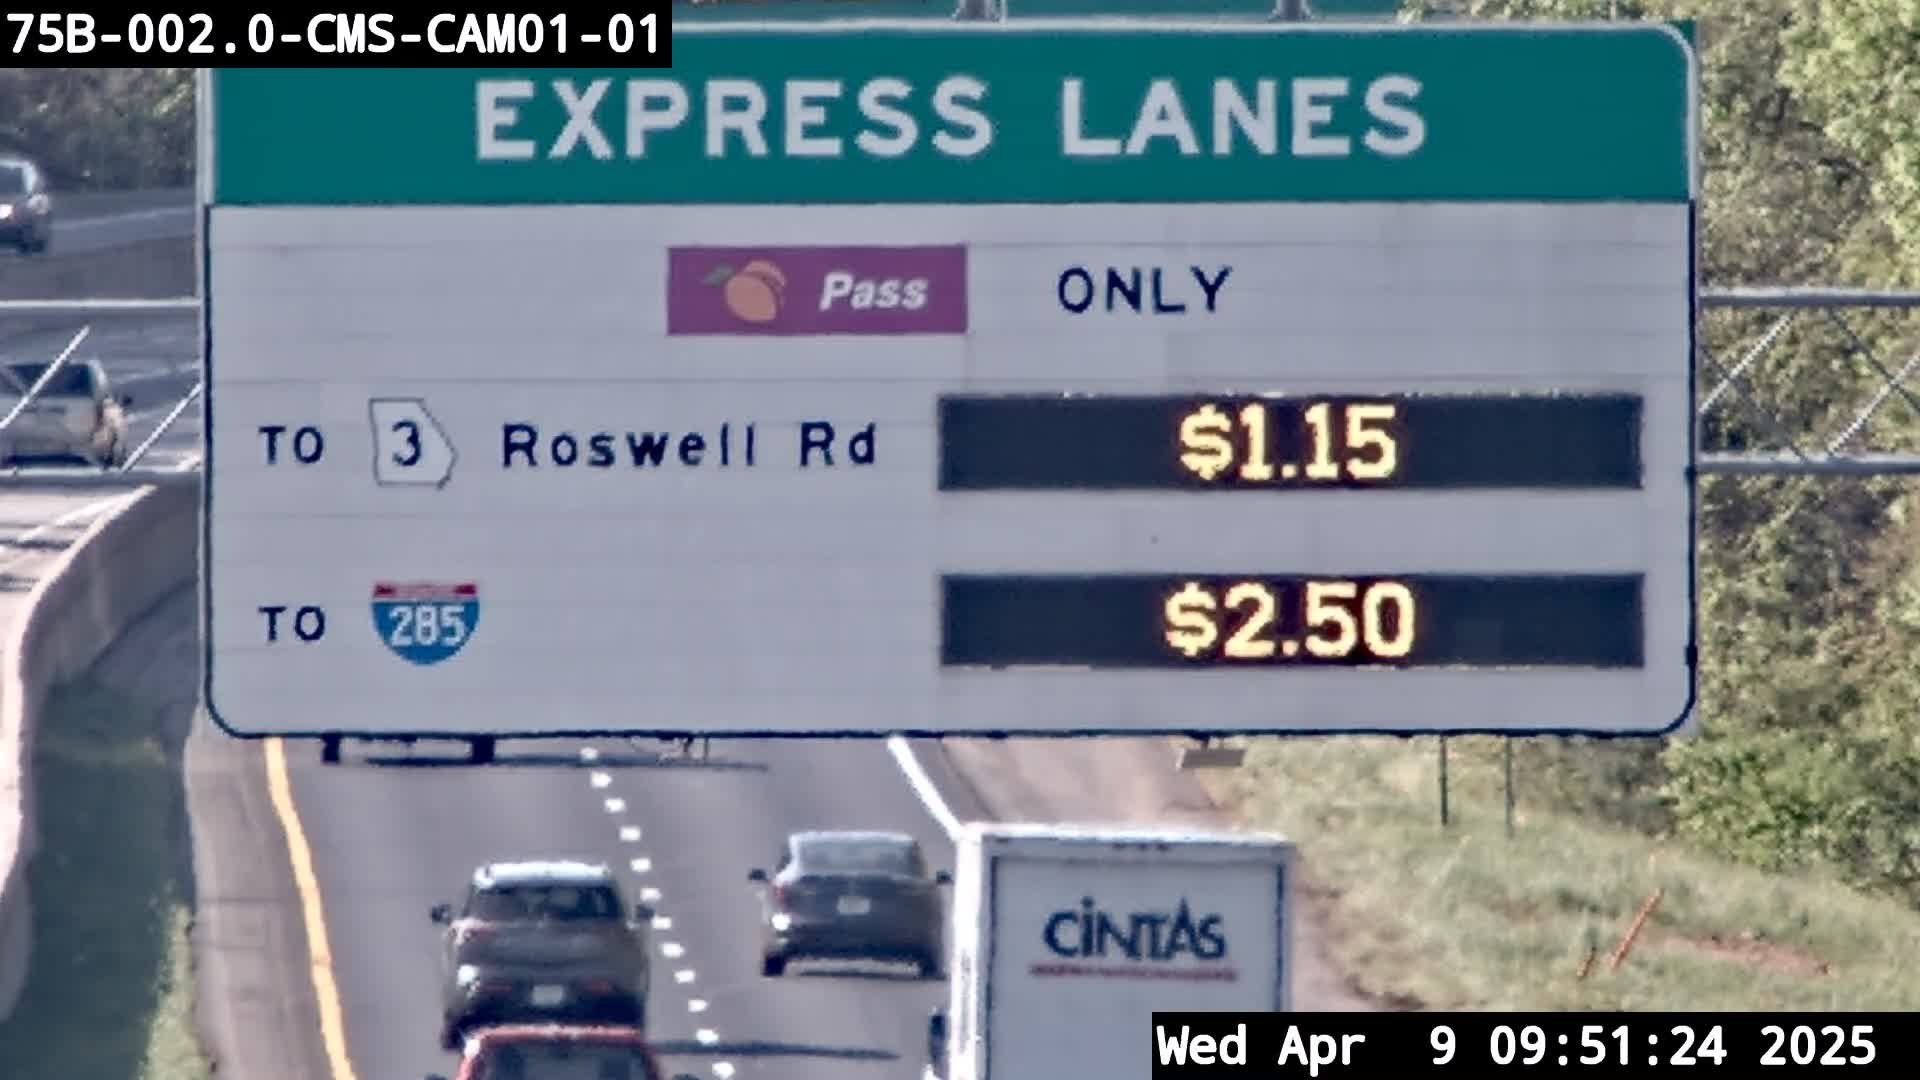 75B-002.0-CMS-CAM01-01
EXPRESS LANES
Pass ONLY
TO 3 Roswell Rd $1.15
TO 285 $2.50
CiNTAS
Wed Apr 9 09:51:24 2025